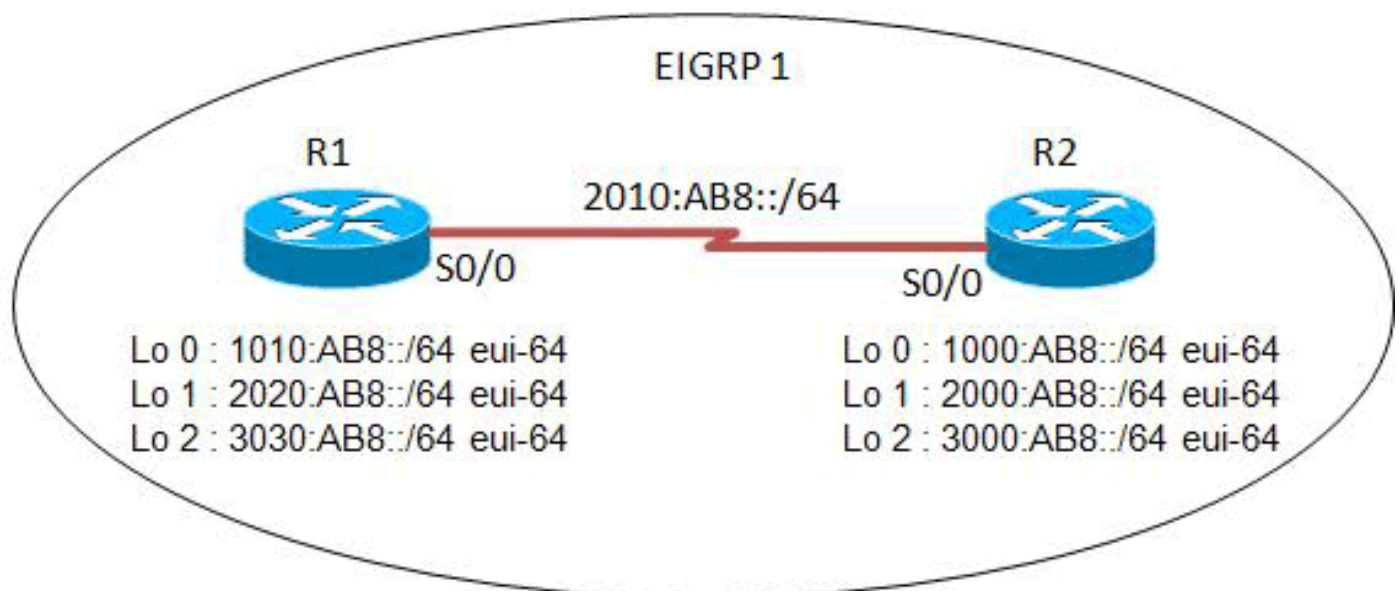 EIGRP 1
R1
R2
2010:AB8::/64
S0/0
S0/0
Lo 0 : 1010:AB8::/64 eui-64
Lo 1 : 2020:AB8::/64 eui-64
Lo 2 : 3030:AB8::/64 eui-64
Lo 0 : 1000:AB8::/64 eui-64
Lo 1 : 2000:AB8::/64 eui-64
Lo 2 : 3000:AB8::/64 eui-64